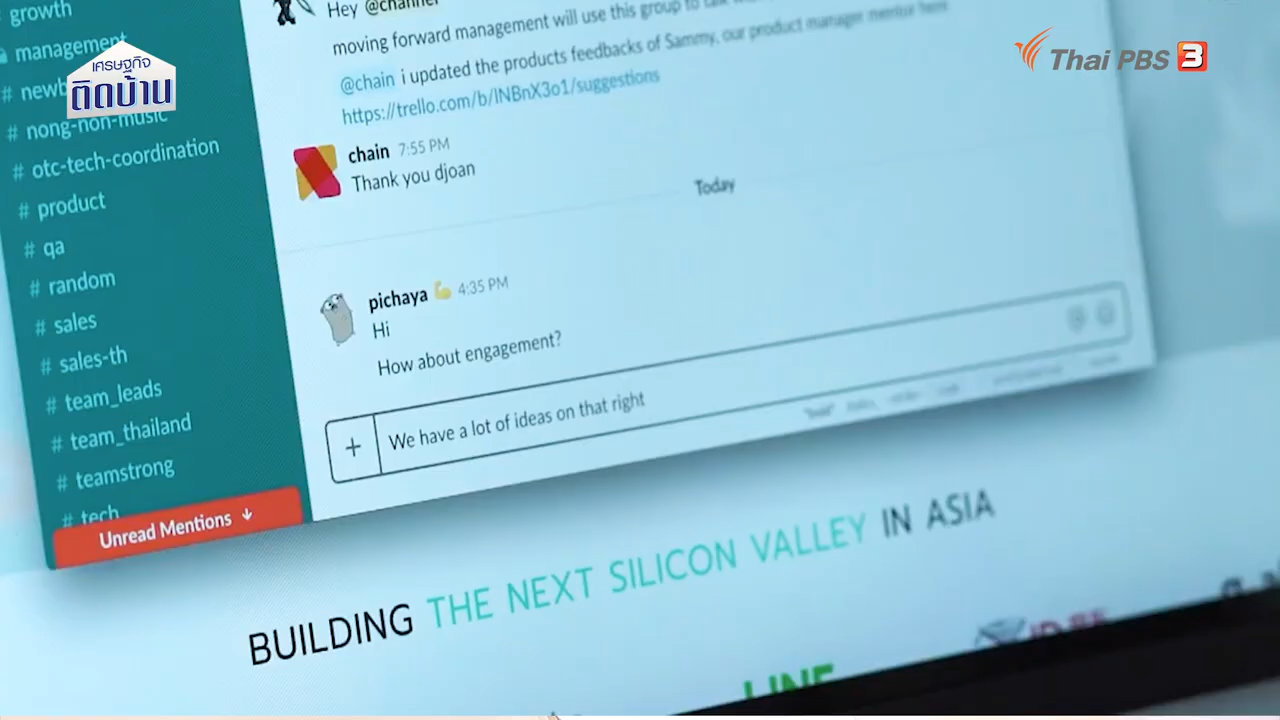 growth
management
# newb
# nong-non-music
# otc-tech-coordination
# product
# qa
# random
# sales
# sales-th
# team_leads
# team_thailand
# teamstrong
# tech
Unread Mentions ↓
เศรษฐกิจ
ติดบ้าน
Thai PBS 3
Hey @channel
moving forward management will use this group to talk
@chain i updated the products feedbacks of Sammy, our product manager mentor here
https://trello.com/b/lNBnX3o1/suggestions
chain 7:55 PM
Thank you djoan
Today
pichaya 💪 4:35 PM
Hi
How about engagement?
+ We have a lot of ideas on that right
BUILDING THE NEXT SILICON VALLEY IN ASIA
LINE